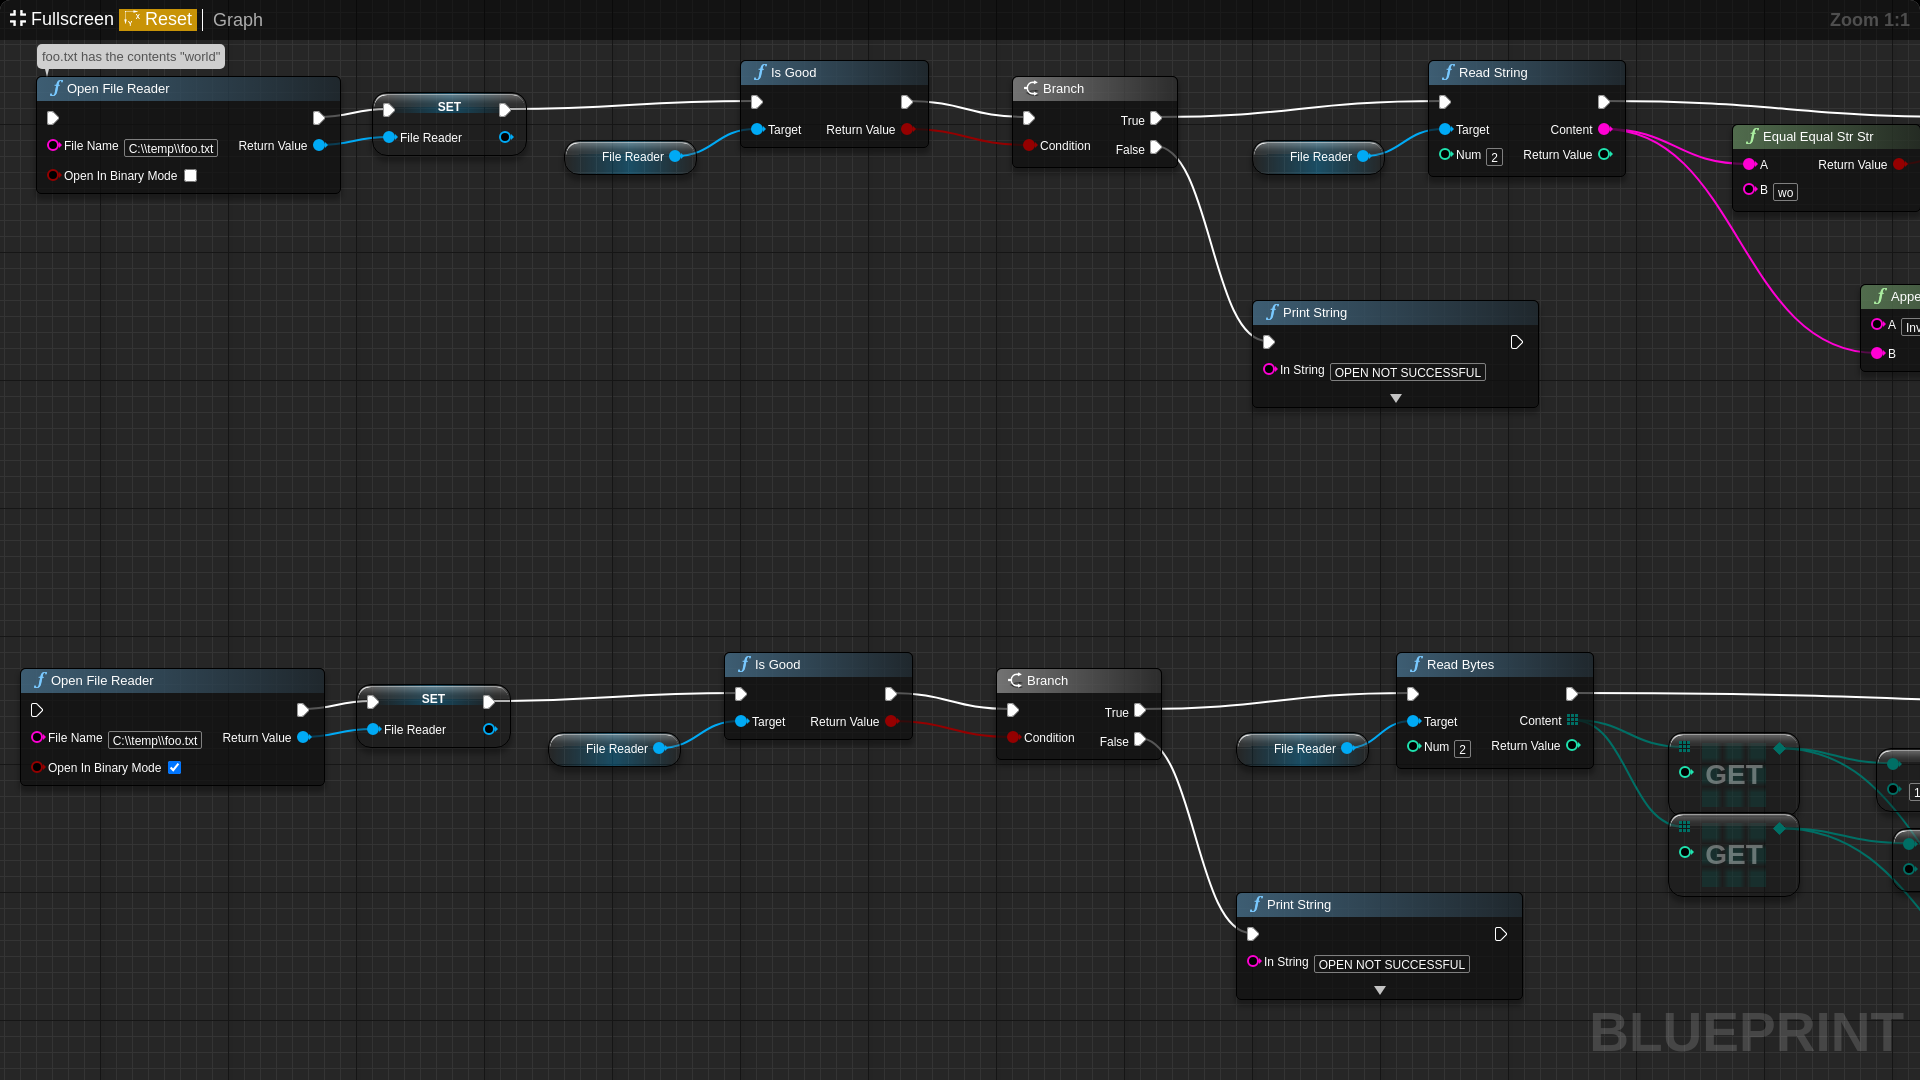 Fullscreen Reset Graph Zoom 1:1
foo.txt has the contents "world"
Open File Reader
File Name C:\\temp\\foo.txt Return Value
Open In Binary Mode
SET
File Reader
File Reader
Is Good
Target Return Value
Branch
True
Condition False
File Reader
Read String
Target Content
Num 2 Return Value
Equal Equal Str Str
A Return Value
B wo
Print String
In String OPEN NOT SUCCESSFUL
Appe
A Inv
B
Open File Reader
File Name C:\\temp\\foo.txt Return Value
Open In Binary Mode
SET
File Reader
File Reader
Is Good
Target Return Value
Branch
True
Condition False
File Reader
Read Bytes
Target Content
Num 2 Return Value
GET
GET
1
Print String
In String OPEN NOT SUCCESSFUL
BLUEPRINT